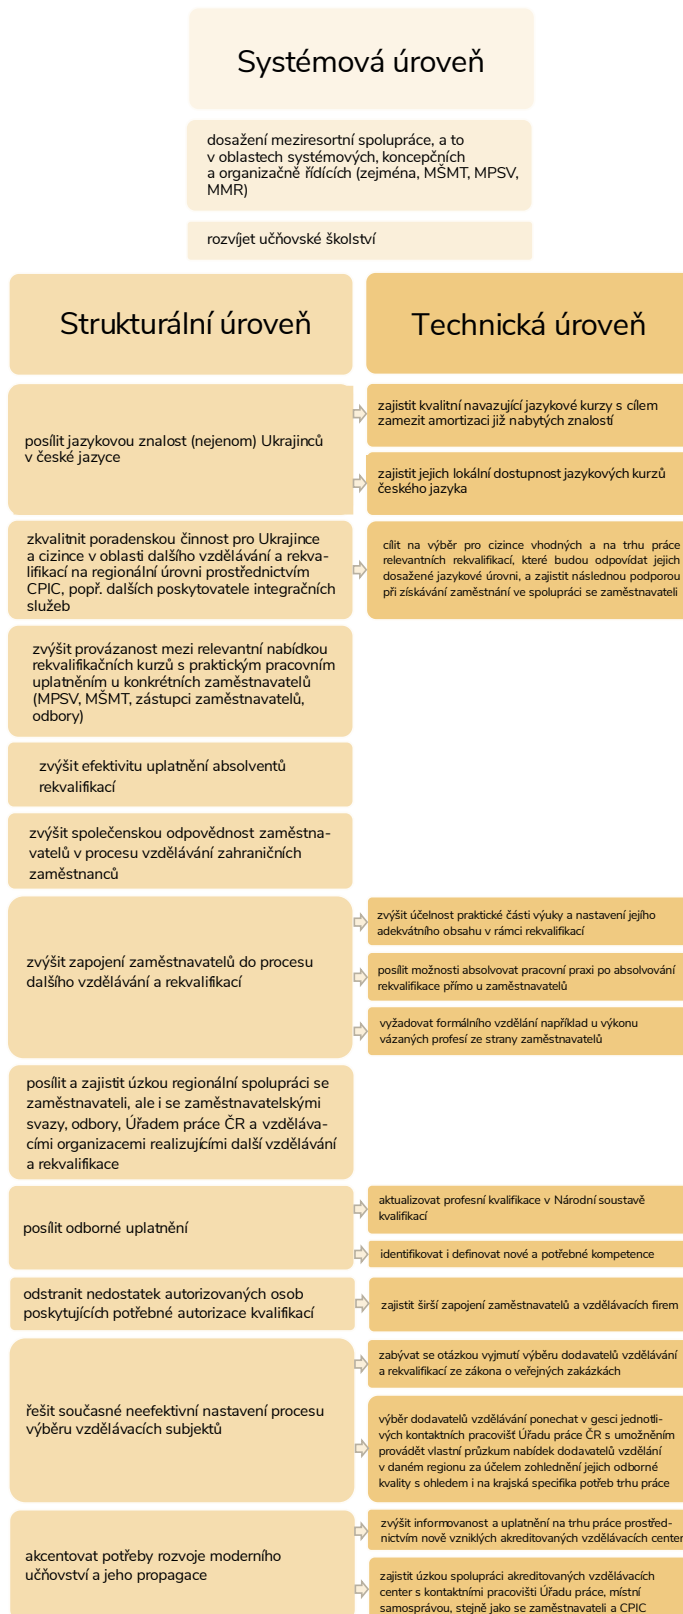 Systémová úroveň
dosažení meziresortní spolupráce, a to
v oblastech systémových, koncepčních
a organizačně řídících (zejména, MŠMT, MPSV,
MMR)
rozvíjet učňovské školství
Strukturální úroveň
Technická úroveň
posílit jazykovou znalost (nejenom) Ukrajinců
v české jazyce
zajistit kvalitní navazující jazykové kurzy s cílem
zamezit amortizaci již nabytých znalostí
zajistit jejich lokální dostupnost jazykových kurzů
českého jazyka
zkvalitnit poradenskou činnost pro Ukrajince
a cizince v oblasti dalšího vzdělávání a rekva-
lifikací na regionální úrovni prostřednictvím
CPIC, popř. dalších poskytovatele integračních
služeb
cílit na výběr pro cizince vhodných a na trhu práce
relevantních rekvalifikací, které budou odpovídat jejich
dosažené jazykové úrovni, a zajistit následnou podporou
při získávání zaměstnání ve spolupráci se zaměstnavateli
zvýšit provázanost mezi relevantní nabídkou
rekvalifikačních kurzů s praktickým pracovním
uplatněním u konkrétních zaměstnavatelů
(MPSV, MŠMT, zástupci zaměstnavatelů,
odbory)
zvýšit efektivitu uplatnění absolventů
rekvalifikací
zvýšit společenskou odpovědnost zaměstna-
vatelů v procesu vzdělávání zahraničních
zaměstnanců
zvýšit zapojení zaměstnavatelů do procesu
dalšího vzdělávání a rekvalifikací
zvýšit účelnost praktické části výuky a nastavení jejího
adekvátního obsahu v rámci rekvalifikací
posílit možnosti absolvovat pracovní praxi po absolvování
rekvalifikace přímo u zaměstnavatelů
vyžadovat formálního vzdělání například u výkonu
vázaných profesí ze strany zaměstnavatelů
posílit a zajistit úzkou regionální spolupráci se
zaměstnavateli, ale i se zaměstnavatelskými
svazy, odbory, Úřadem práce ČR a vzděláva-
cími organizacemi realizujícími další vzdělávání
a rekvalifikace
posílit odborné uplatnění
aktualizovat profesní kvalifikace v Národní soustavě
kvalifikací
identifikovat i definovat nové a potřebné kompetence
odstranit nedostatek autorizovaných osob
poskytujících potřebné autorizace kvalifikací
zajistit širší zapojení zaměstnavatelů a vzdělávacích firem
řešit současné neefektivní nastavení procesu
výběru vzdělávacích subjektů
zabývat se otázkou vyjmutí výběru dodavatelů vzdělávání
a rekvalifikací ze zákona o veřejných zakázkách
výběr dodavatelů vzdělávání ponechat v gesci jednotli-
vých kontaktních pracovišť Úřadu práce ČR s umožněním
provádět vlastní průzkum nabídek dodavatelů vzdělání
v daném regionu za účelem zohlednění jejich odborné
kvality s ohledem i na krajská specifika potřeb trhu práce
akcentovat potřeby rozvoje moderního
učňovství a jeho propagace
zvýšit informovanost a uplatnění na trhu práce prostřed-
nictvím nově vzniklých akreditovaných vzdělávacích center
zajistit úzkou spolupráci akreditovaných vzdělávacích
center s kontaktními pracovišti Úřadu práce, místní
samosprávou, stejně jako se zaměstnavateli a CPIC